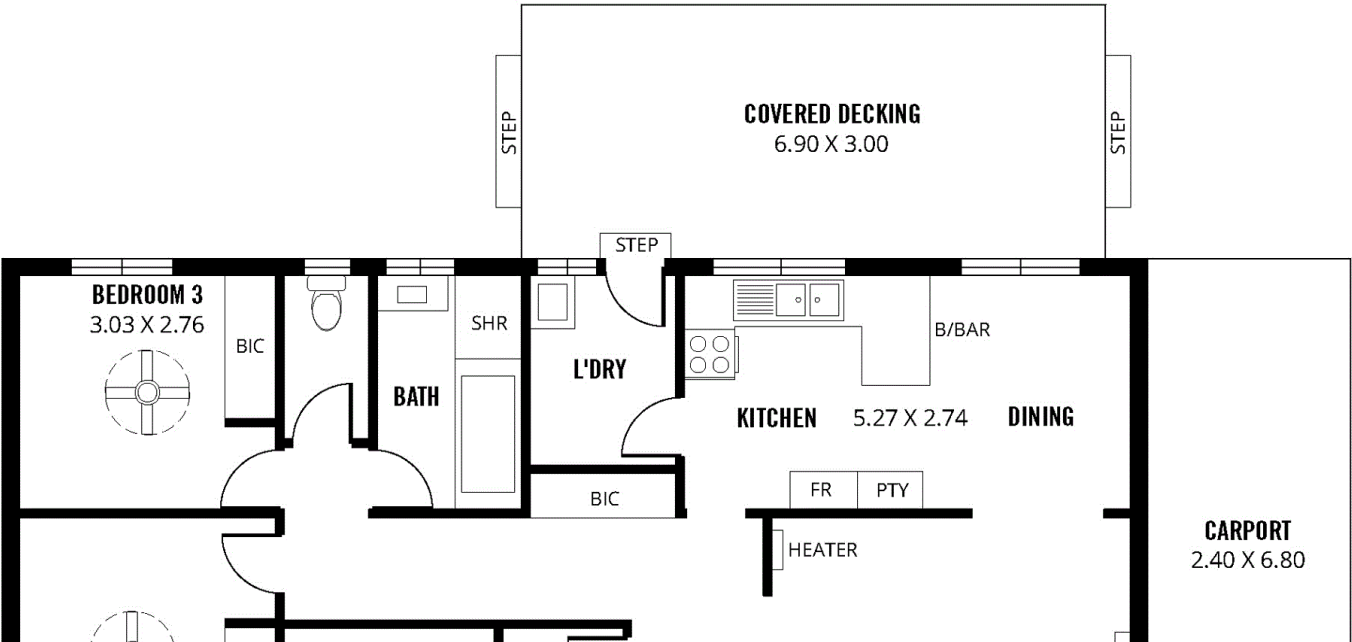 COVERED DECKING
6.90 X 3.00
STEP
STEP
STEP
BEDROOM 3
3.03 X 2.76
BIC
SHR
BATH
L'DRY
B/BAR
KITCHEN 5.27 X 2.74 DINING
BIC
FR PTY
HEATER
CARPORT
2.40 X 6.80